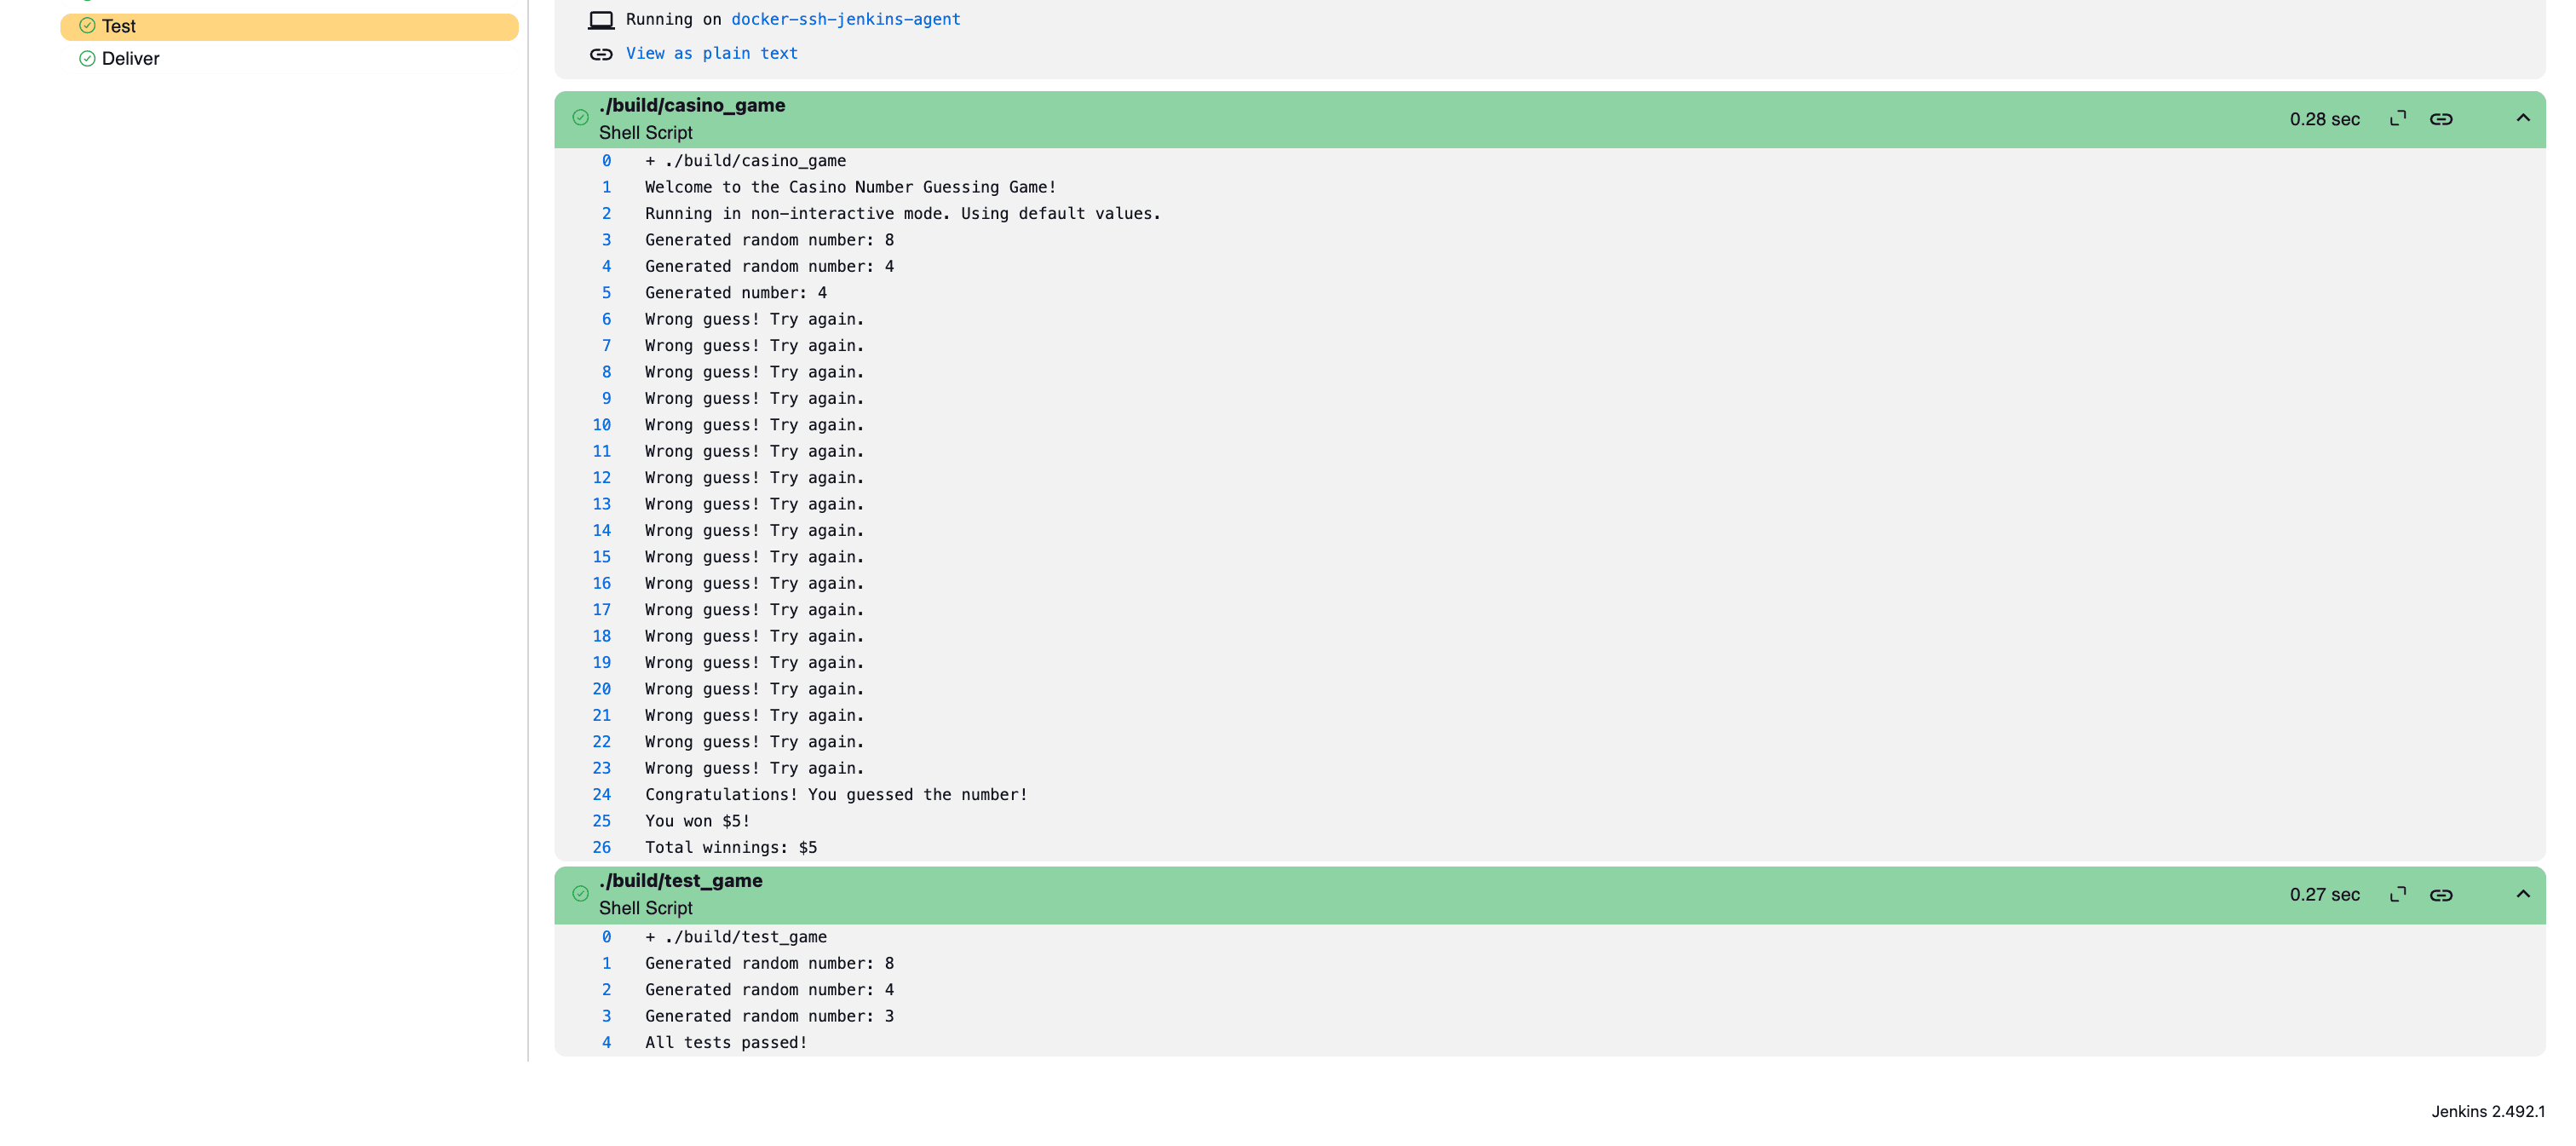 Test
Deliver
Running on docker-ssh-jenkins-agent
View as plain text
./build/casino_game
Shell Script
0.28 sec
0 + ./build/casino_game
1 Welcome to the Casino Number Guessing Game!
2 Running in non-interactive mode. Using default values.
3 Generated random number: 8
4 Generated random number: 4
5 Generated number: 4
6 Wrong guess! Try again.
7 Wrong guess! Try again.
8 Wrong guess! Try again.
9 Wrong guess! Try again.
10 Wrong guess! Try again.
11 Wrong guess! Try again.
12 Wrong guess! Try again.
13 Wrong guess! Try again.
14 Wrong guess! Try again.
15 Wrong guess! Try again.
16 Wrong guess! Try again.
17 Wrong guess! Try again.
18 Wrong guess! Try again.
19 Wrong guess! Try again.
20 Wrong guess! Try again.
21 Wrong guess! Try again.
22 Wrong guess! Try again.
23 Wrong guess! Try again.
24 Congratulations! You guessed the number!
25 You won $5!
26 Total winnings: $5
./build/test_game
Shell Script
0.27 sec
0 + ./build/test_game
1 Generated random number: 8
2 Generated random number: 4
3 Generated random number: 3
4 All tests passed!
Jenkins 2.492.1